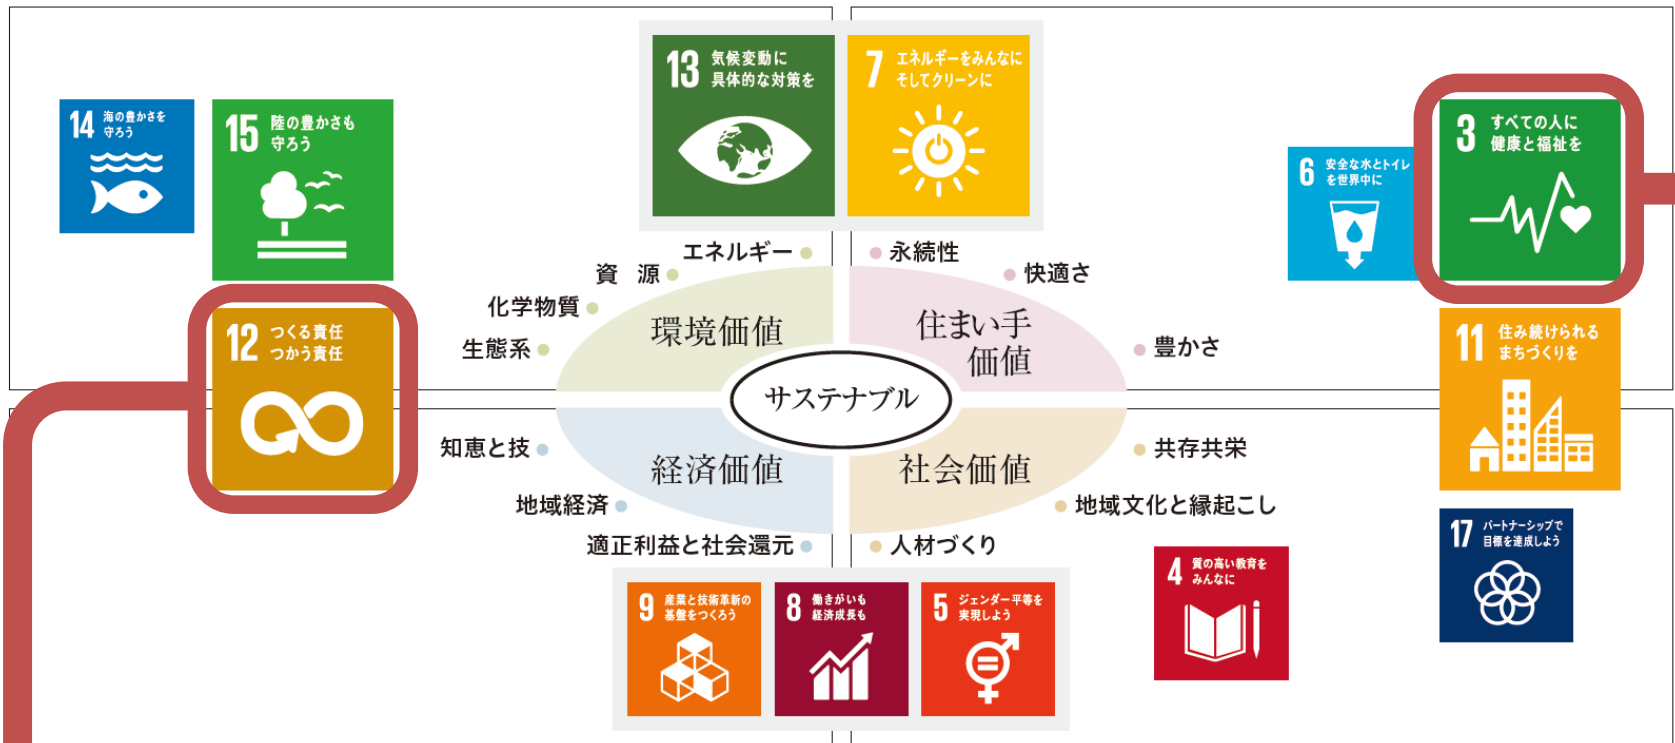 13 気候変動に
具体的な対策を
7 エネルギーをみんなに
そしてクリーンに
14 海の豊かさを
守ろう
15 陸の豊かさも
守ろう
6 安全な水とトイレ
を世界中に
3 すべての人に
健康と福祉を
エネルギー
資 源
化学物質
生態系
環境価値
永続性
快適さ
豊かさ
住まい手
価値
12 つくる責任
つかう責任
11 住み続けられる
まちづくりを
サステナブル
知恵と技
地域経済
適正利益と社会還元
経済価値
社会価値
共存共栄
地域文化と縁起こし
人材づくり
9 産業と技術革新の
基盤をつくろう
8 働きがいも
経済成長も
5 ジェンダー平等を
実現しよう
4 質の高い教育を
みんなに
17 パートナーシップで
目標を達成しよう